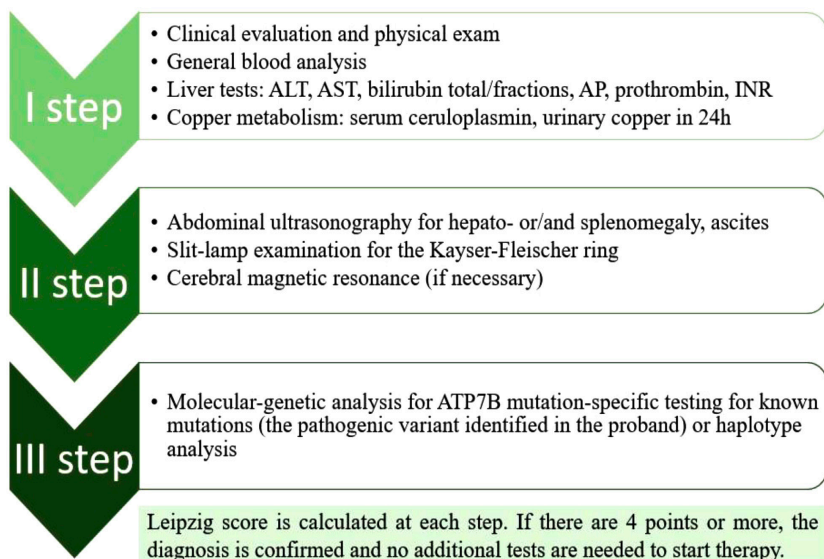 I step
• Clinical evaluation and physical exam
• General blood analysis
• Liver tests: ALT, AST, bilirubin total/fractions, AP, prothrombin, INR
• Copper metabolism: serum ceruloplasmin, urinary copper in 24h
II step
• Abdominal ultrasonography for hepato- or/and splenomegaly, ascites
• Slit-lamp examination for the Kayser-Fleischer ring
• Cerebral magnetic resonance (if necessary)
III step
• Molecular-genetic analysis for ATP7B mutation-specific testing for known
mutations (the pathogenic variant identified in the proband) or haplotype
analysis
Leipzig score is calculated at each step. If there are 4 points or more, the
diagnosis is confirmed and no additional tests are needed to start therapy.